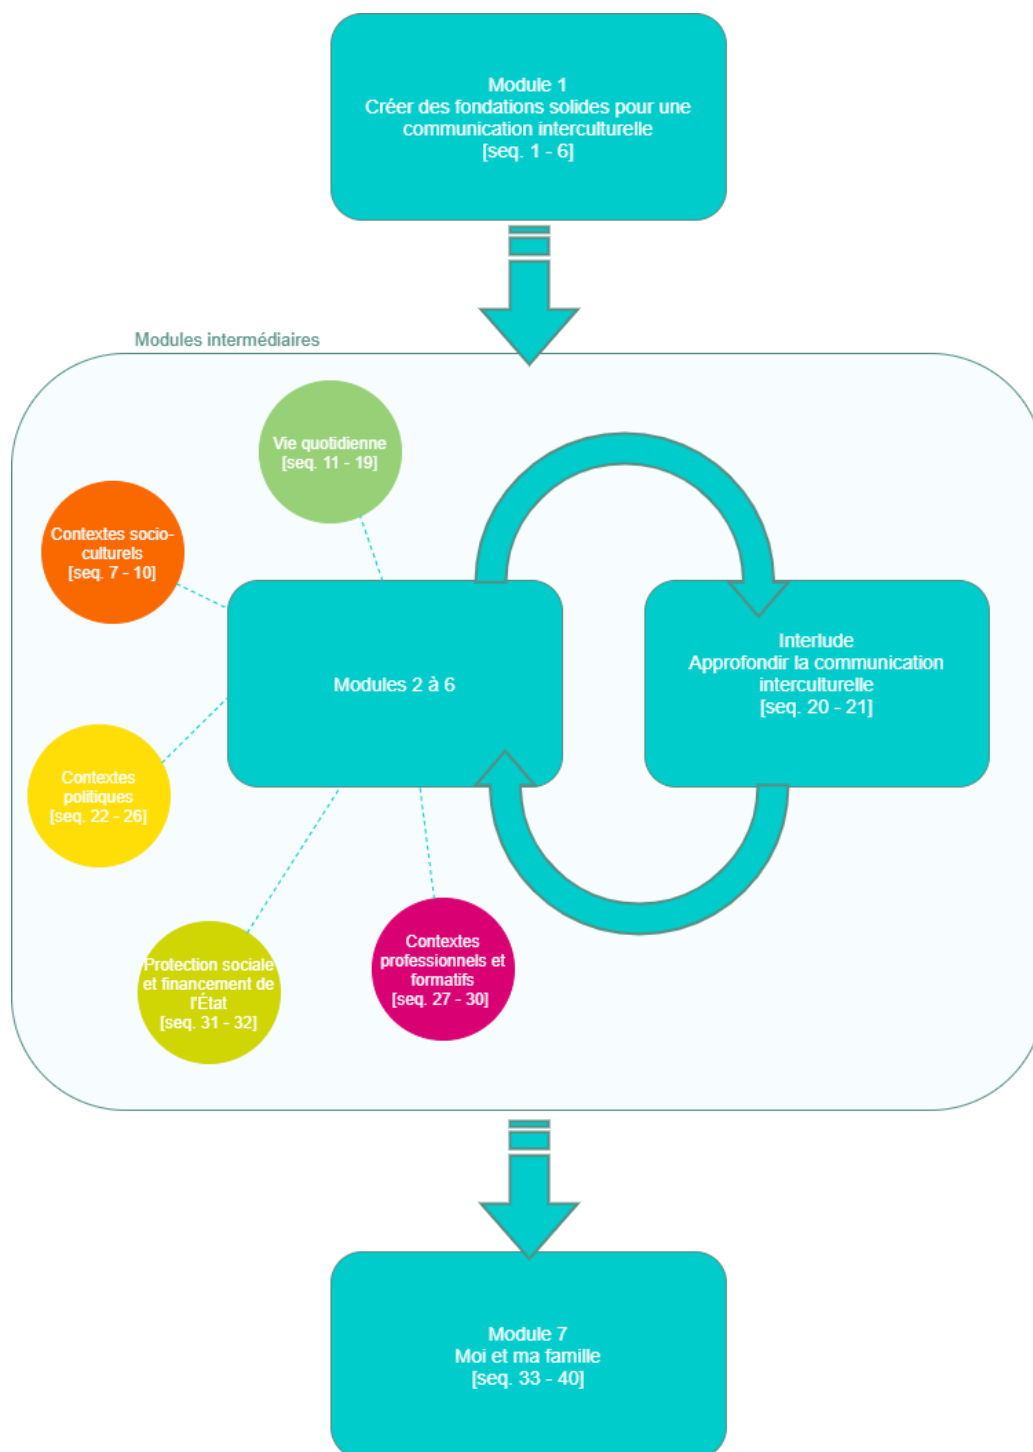 Module 1
Créer des fondations solides pour une
communication interculturelle
[seq. 1 - 6]
Modules intermédiaires
Vie quotidienne
[seq. 11 - 19]
Contextes socio-
culturels
[seq. 7 - 10]
Modules 2 à 6
Interlude
Approfondir la communication
interculturelle
[seq. 20 - 21]
Contextes
politiques
[seq. 22 - 26]
Protection sociale
et financement de
l'État
[seq. 31 - 32]
Contextes
professionnels et
formatifs
[seq. 27 - 30]
Module 7
Moi et ma famille
[seq. 33 - 40]